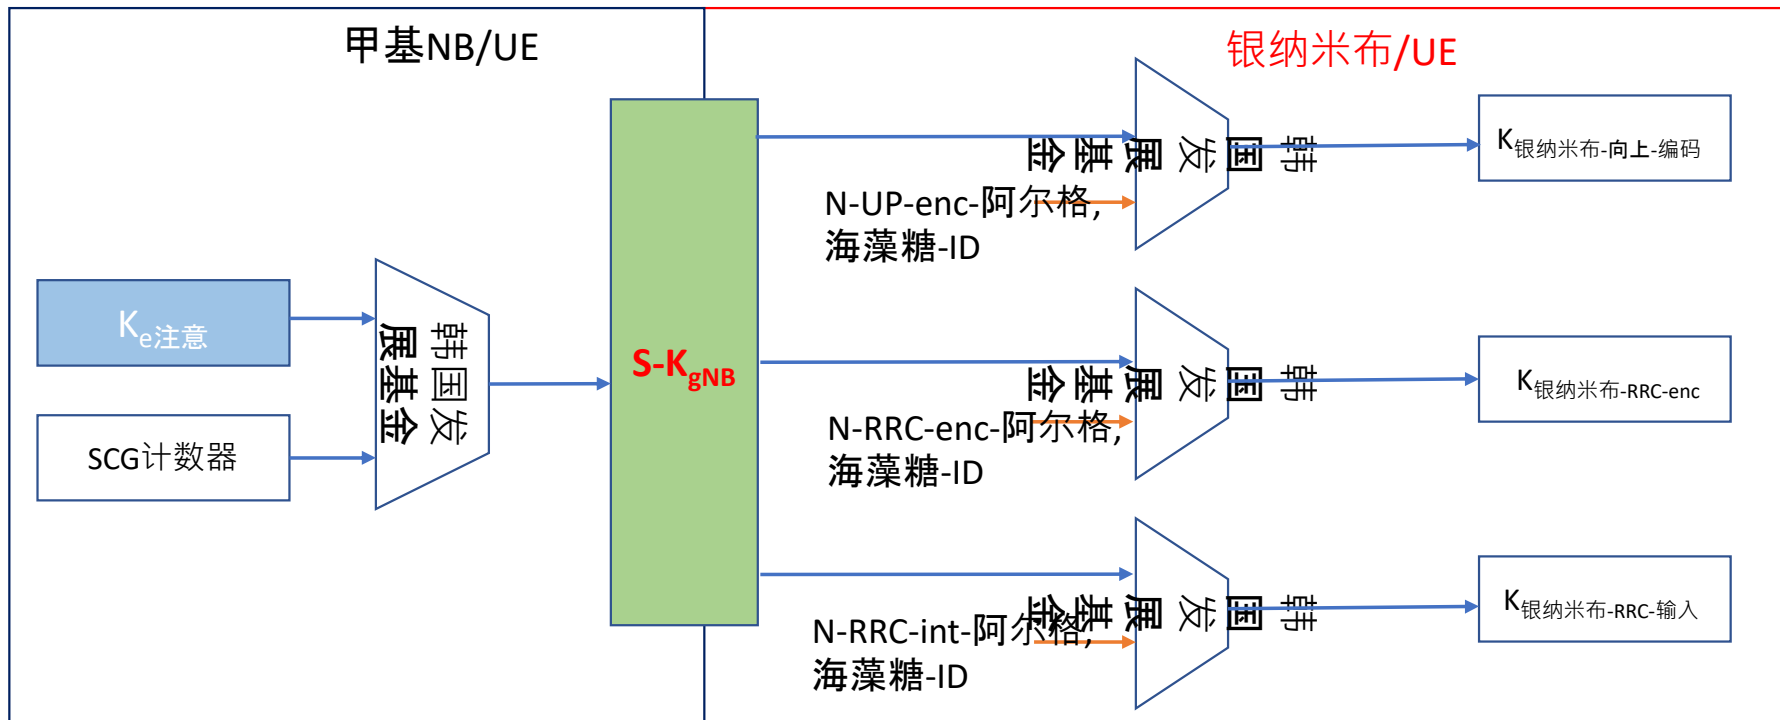 甲基NB/UE
银纳米布/UE
韩国发展基金
K银纳米布-向上-编码
N-UP-enc-阿尔格,
海藻糖-ID
Ke注意
韩国发
展基金
S-KgNB
韩国发展基金
K银纳米布-RRC-enc
N-RRC-enc-阿尔格,
海藻糖-ID
SCG计数器
韩国发展基金
K银纳米布-RRC-输入
N-RRC-int-阿尔格,
海藻糖-ID